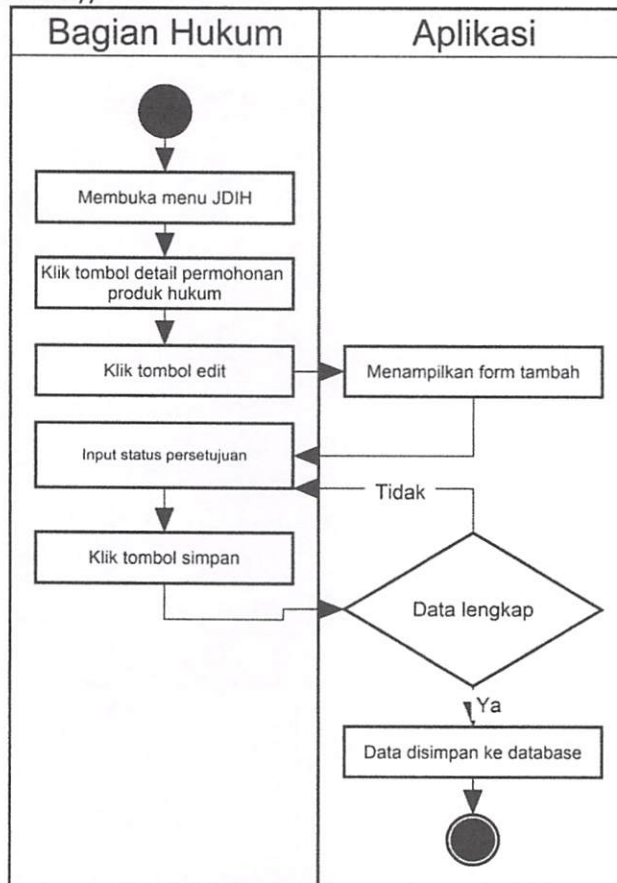 Bagian Hukum
Aplikasi
Membuka menu JDIH
Klik tombol detail permohonan
produk hukum
Klik tombol edit
Menampilkan form tambah
Input status persetujuan
Tidak
Klik tombol simpan
Data lengkap
Ya
Data disimpan ke database